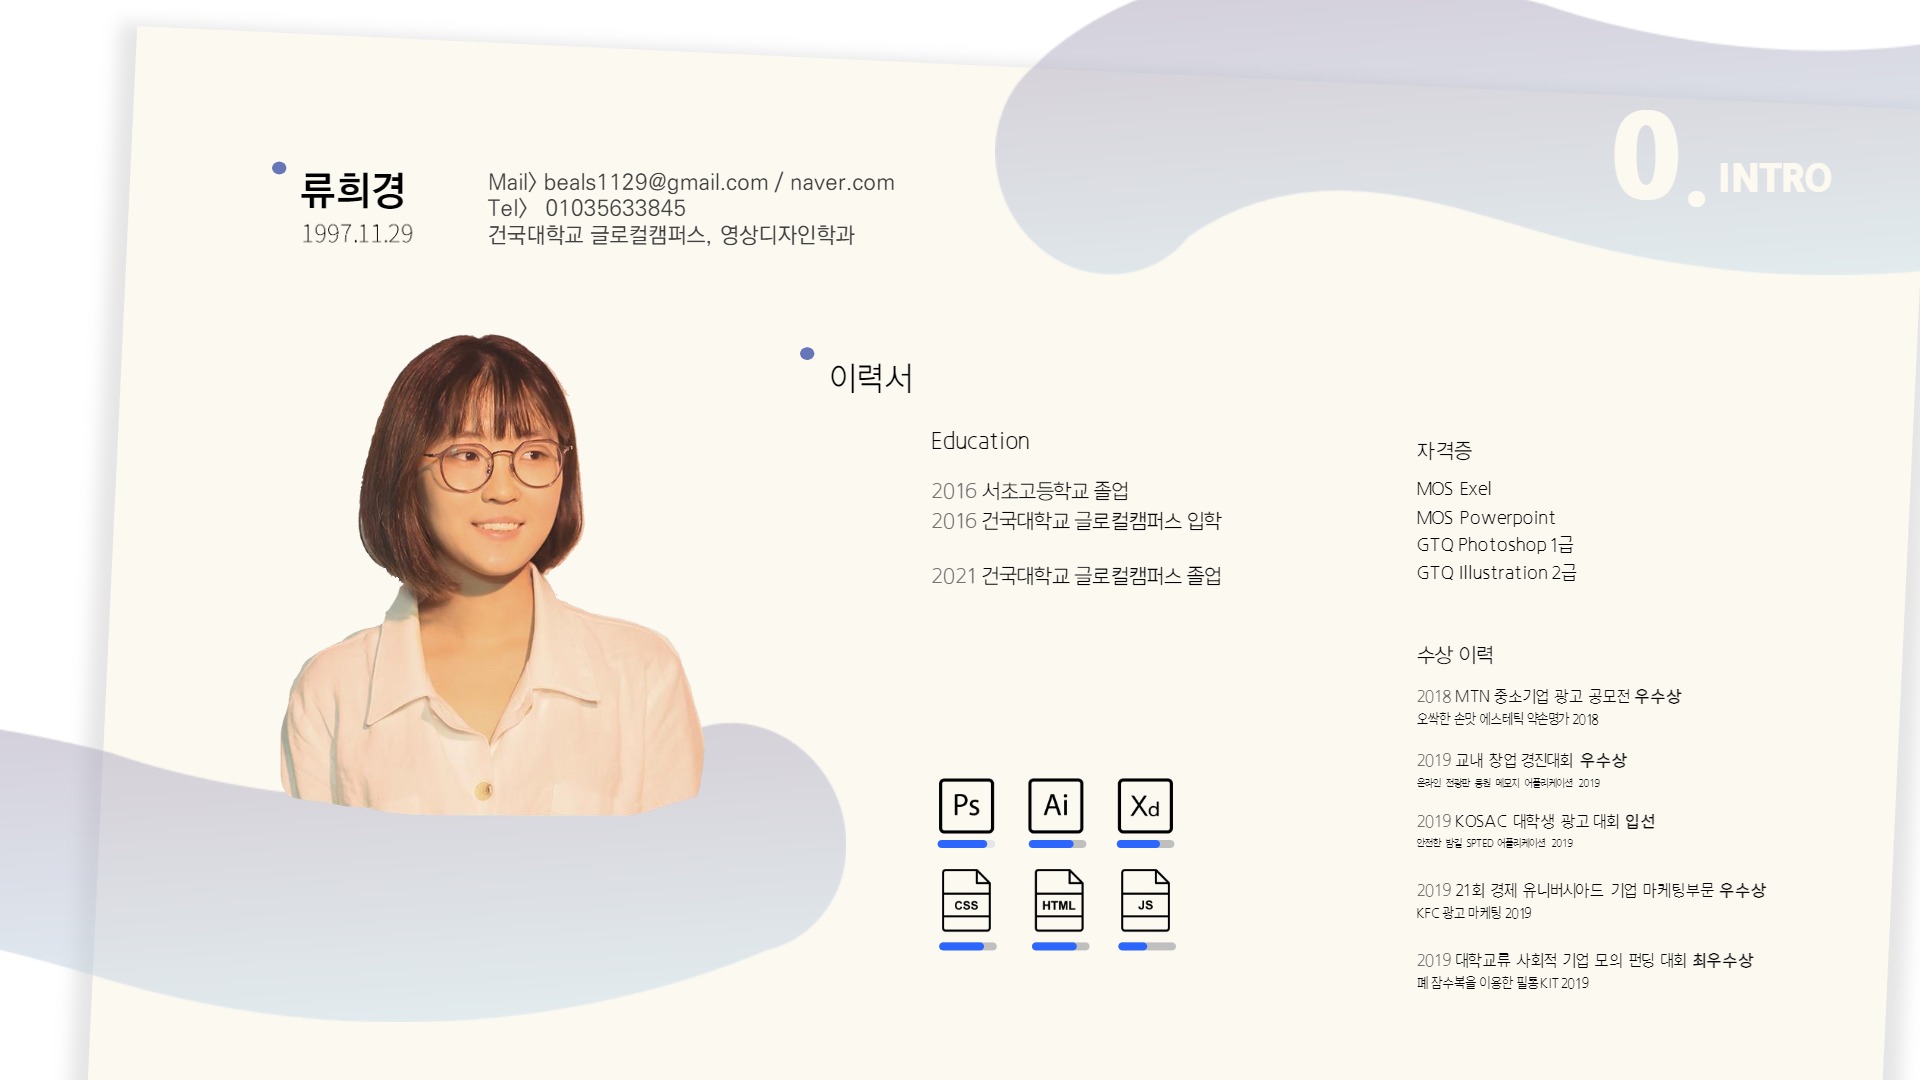 0. INTRO
류희경
1997.11.29
Mail> beals1129@gmail.com / naver.com
Tel> 01035633845
건국대학교 글로컬캠퍼스, 영상디자인학과
이력서
Education
2016 서초고등학교 졸업
2016 건국대학교 글로컬캠퍼스 입학
2021 건국대학교 글로컬캠퍼스 졸업
Ps Ai Xd
CSS HTML JS
자격증
MOS Exel
MOS Powerpoint
GTQ Photoshop 1급
GTQ Illustration 2급
수상 이력
2018 MTN 중소기업 광고 공모전 우수상
오싹한 손맛 에스테틱 약손명가 2018
2019 교내 창업 경진대회 우수상
온라인 전광판 응원 메모지 어플리케이션 2019
2019 KOSAC 대학생 광고 대회 입선
안전한 밤길 SPTED 어플리케이션 2019
2019 21회 경제 유니버시아드 기업 마케팅부문 우수상
KFC 광고 마케팅 2019
2019 대학교류 사회적 기업 모의 펀딩 대회 최우수상
폐 잠수복을 이용한 필통 KIT 2019